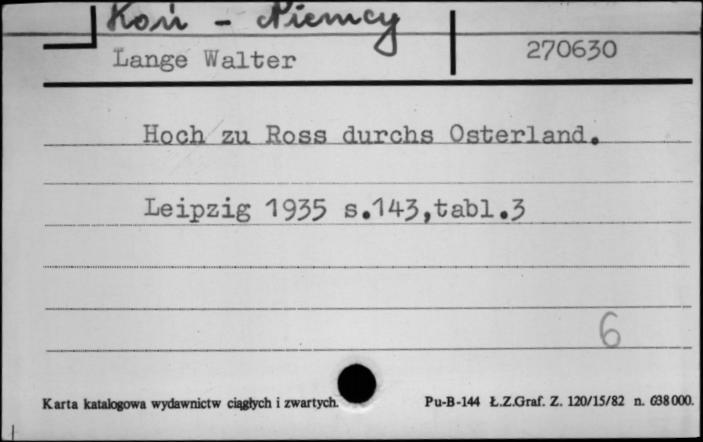 Koń - Niemcy
Lange Walter 270630
Hoch zu Ross durchs Osterland.
Leipzig 1935 s.143,tabl.3
6
Karta katalogowa wydawnictw ciągłych i zwartych. Pu-B-144 Ł.Z.Graf. Z. 120/15/82 n. 638000.